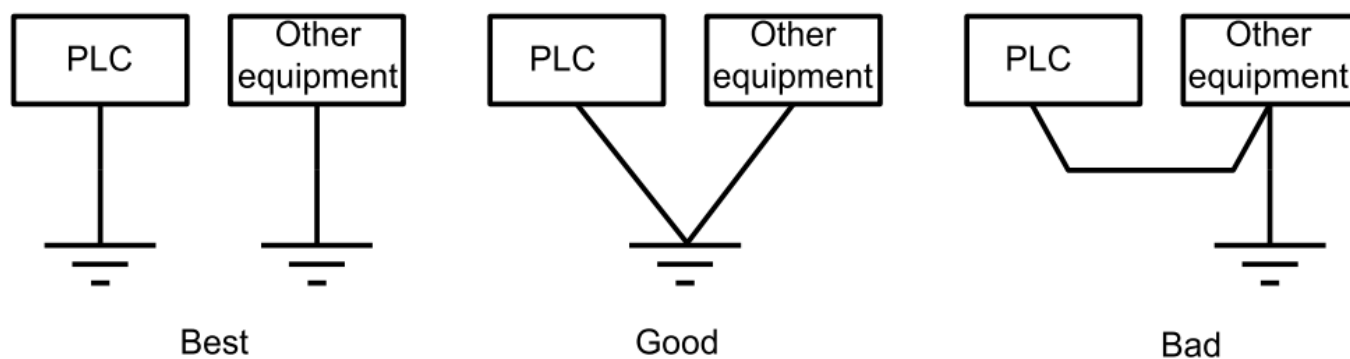 PLC
Other
equipment
PLC
Other
equipment
PLC
Other
equipment
Best
Good
Bad